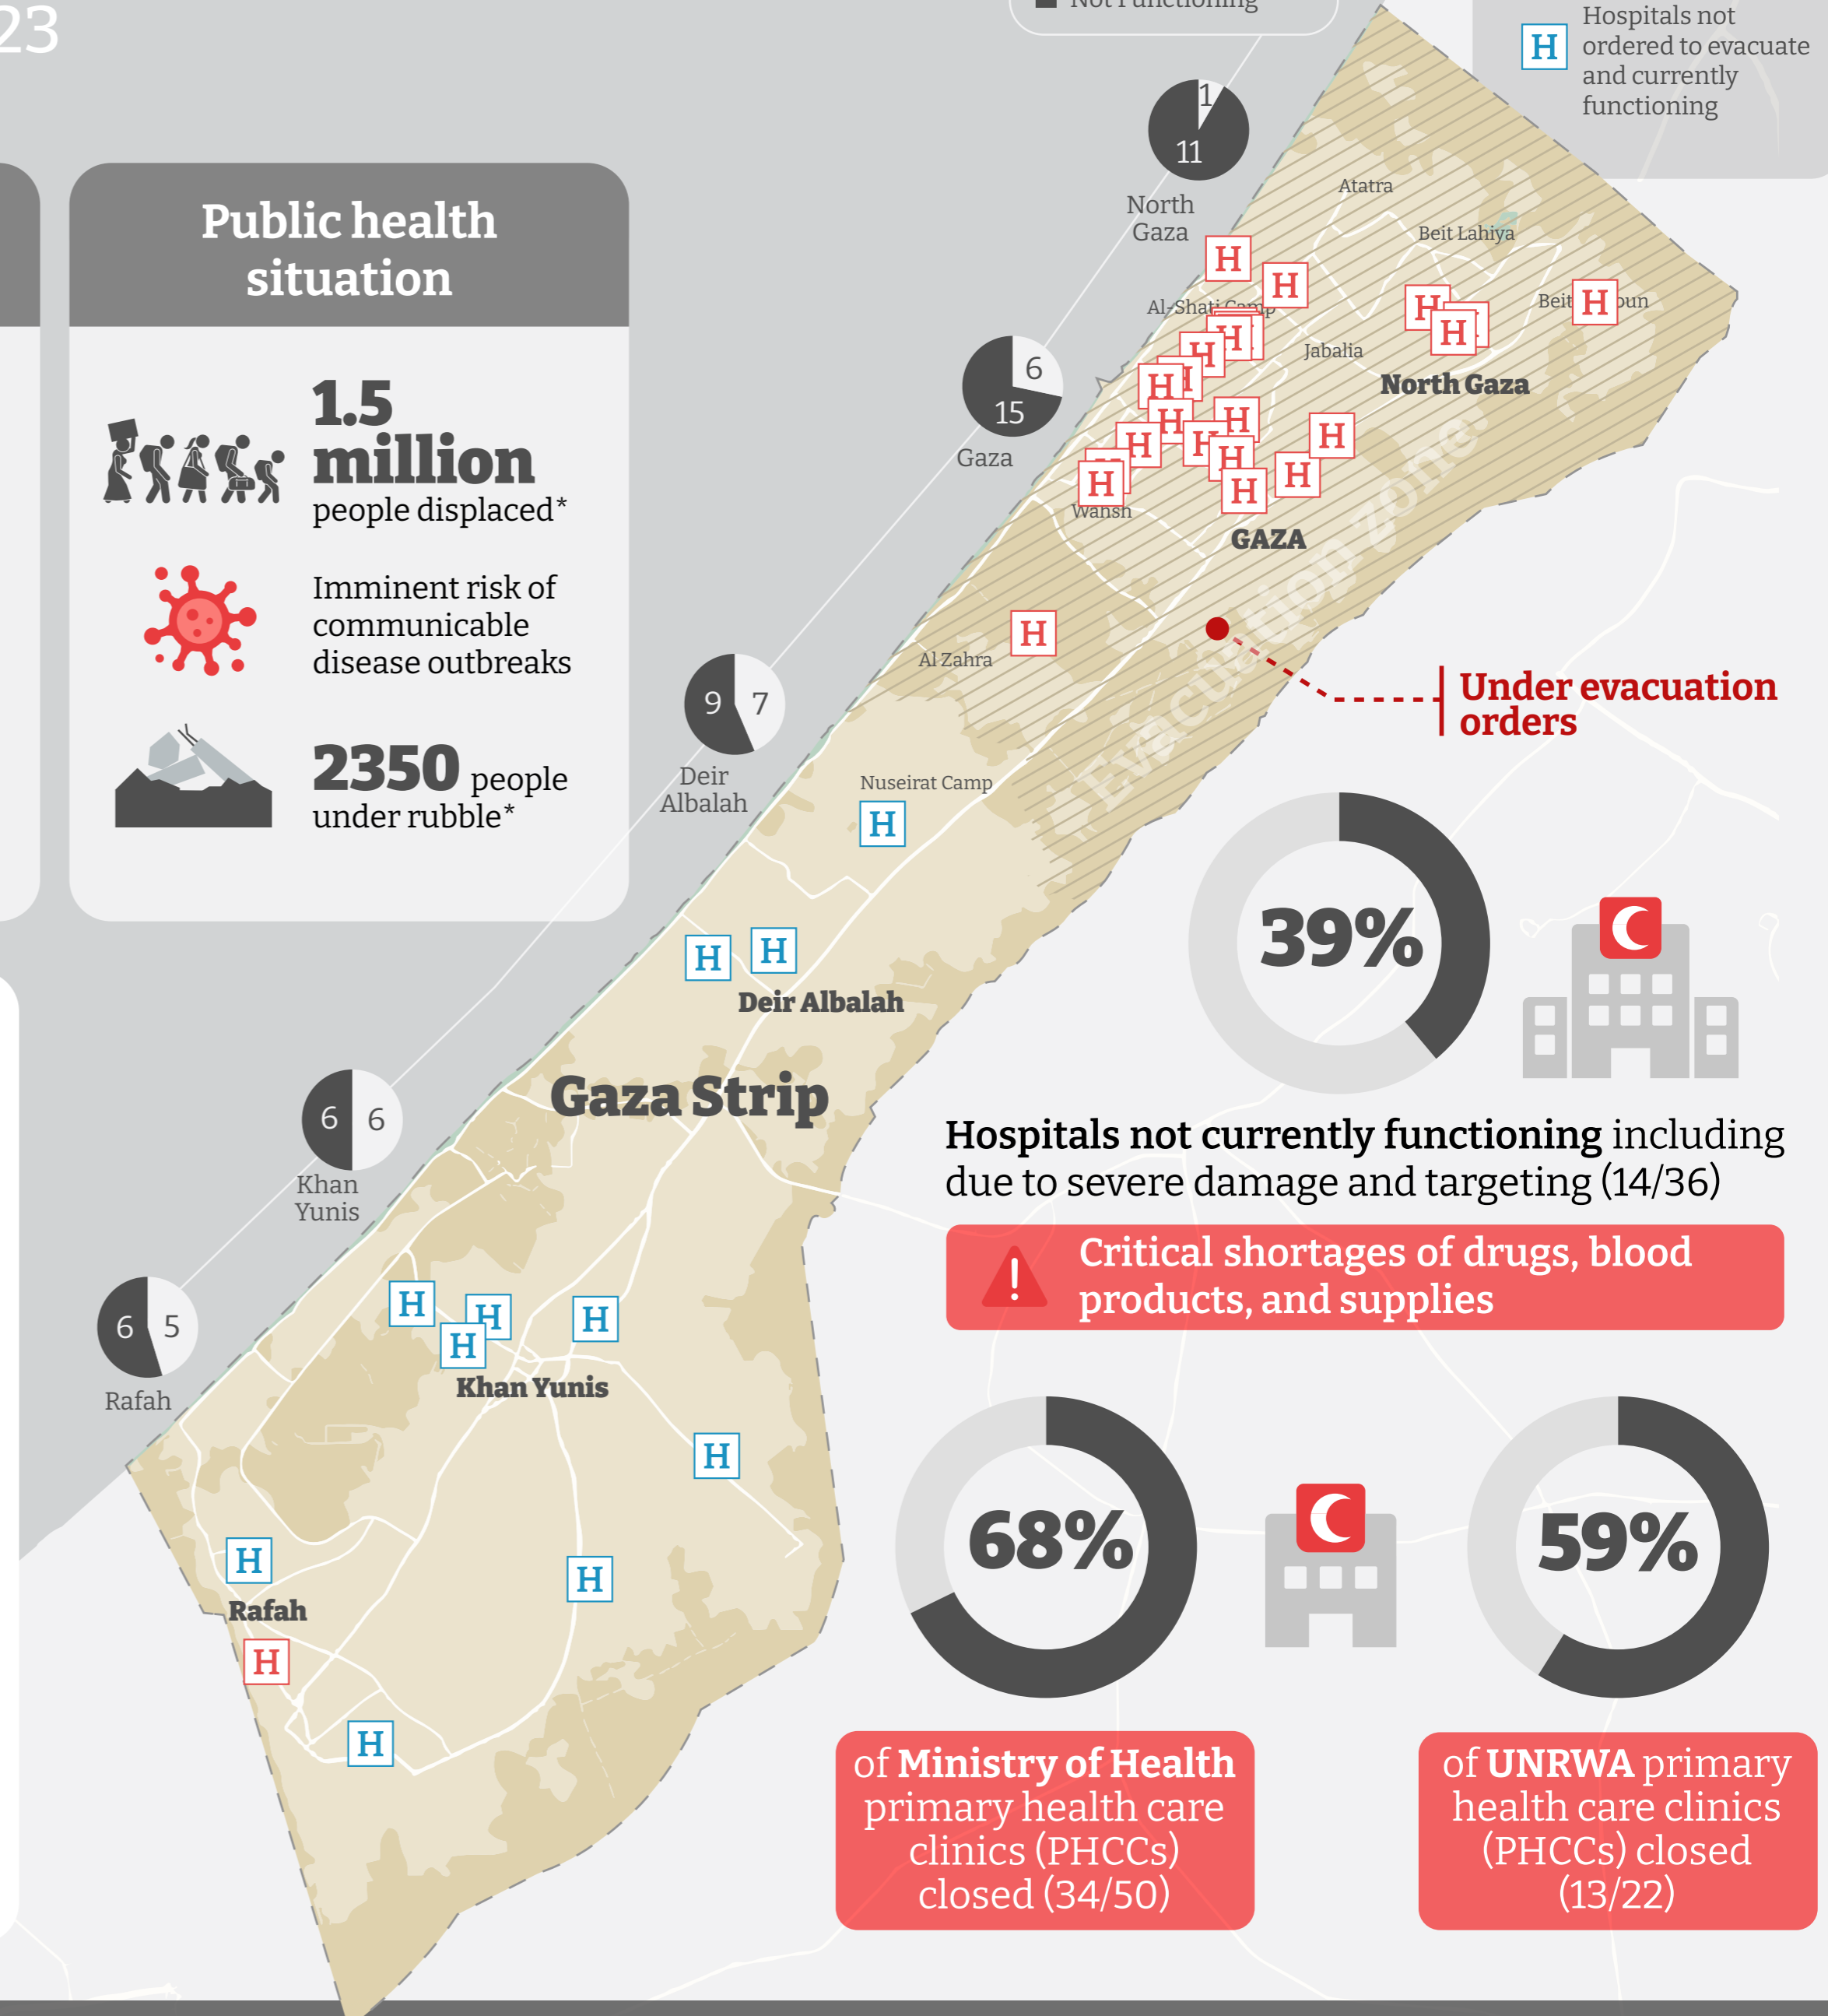 23
Not Functioning
Hospitals not
ordered to evacuate
and currently
functioning
H
Public health
situation
1.5
million
people displaced*
Imminent risk of
communicable
disease outbreaks
2350 people
under rubble*
1
11
North
Gaza
6
15
Gaza
9
7
Deir
Albalah
6
6
Khan
Yunis
6
5
Rafah
Atatra
Beit Lahiya
H
H
Al-Shati Camp
H
H
H
Beit
H
H
H
Jabalia
North Gaza
H
H
H
H
H
H
H
H
H
H
H
Wahsh
GAZA
Evacuation zone.
H
Al Zahra
Under evacuation
orders
Nuseirat Camp
H
H
H
Deir Albalah
Gaza Strip
H
H
H
H
Khan Yunis
H
H
H
Rafah
H
H
39%
Hospitals not currently functioning including
due to severe damage and targeting (14/36)
!
Critical shortages of drugs, blood
products, and supplies
68%
of Ministry of Health
primary health care
clinics (PHCCs)
closed (34/50)
59%
of UNRWA primary
health care clinics
(PHCCs) closed
(13/22)